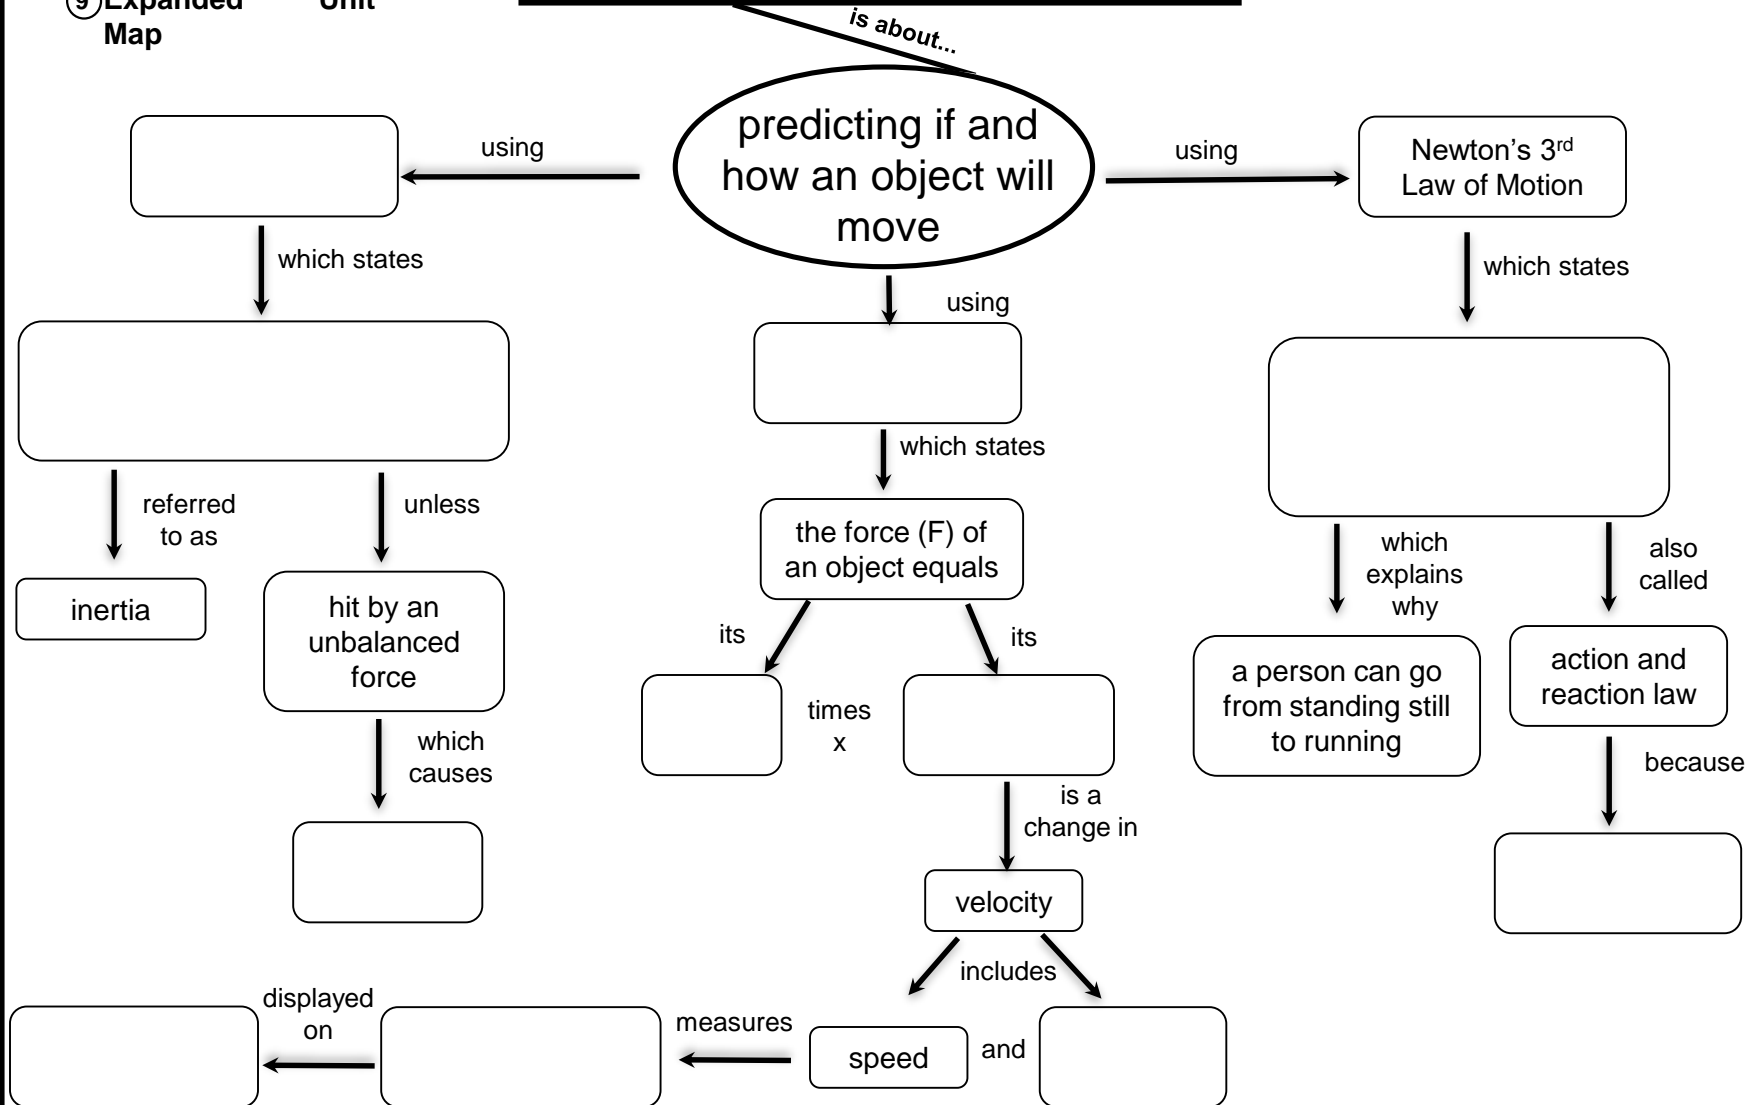 9 Expanded Unit
Map
is about...
predicting if and
how an object will
move
using
using
Newton’s 3rd
Law of Motion
which states
which states
using
which states
referred
to as
unless
the force (F) of
an object equals
which
explains
why
also
called
inertia
hit by an
unbalanced
force
its
its
a person can go
from standing still
to running
action and
reaction law
times
x
which
causes
because
is a
change in
velocity
includes
displayed
on
measures
speed
and